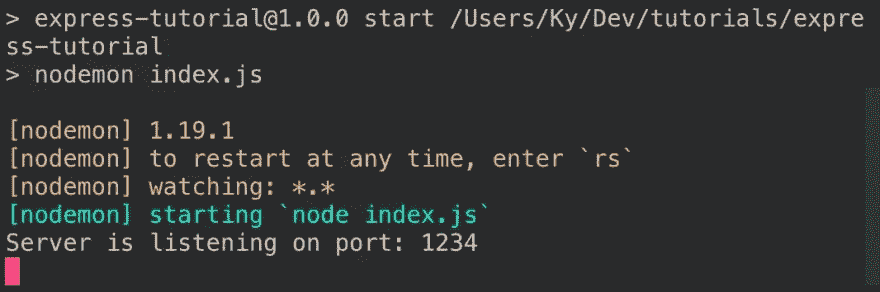 > express-tutorial@1.0.0 start /Users/Ky/Dev/tutorials/expre
ss-tutorial
> nodemon index.js
[nodemon] 1.19.1
[nodemon] to restart at any time, enter `rs`
[nodemon] watching: *.*
[nodemon] starting `node index.js`
Server is listening on port: 1234